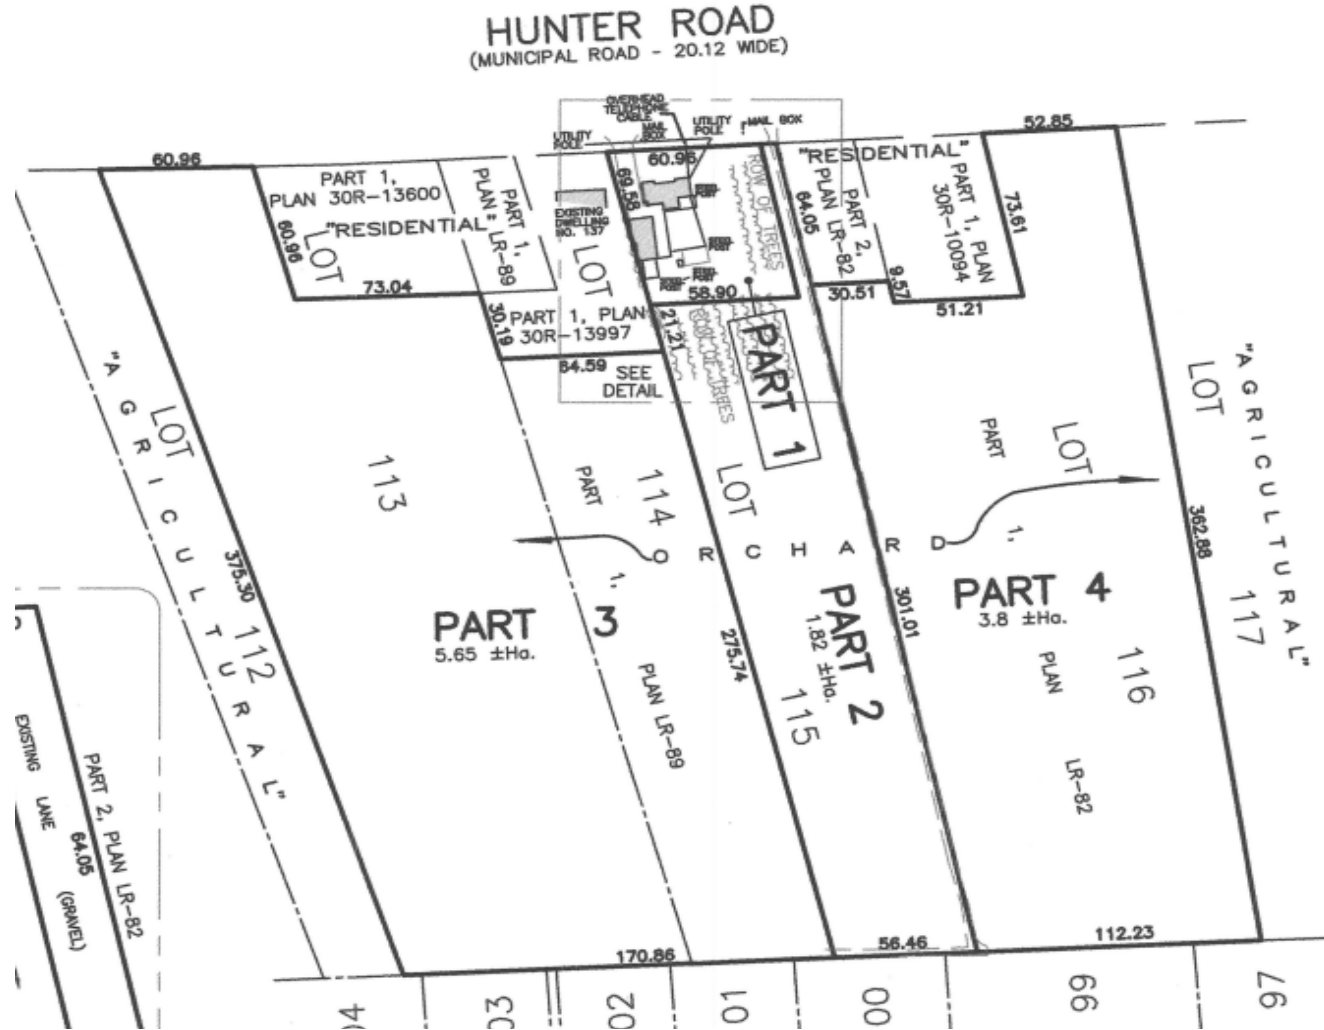 HUNTER ROAD
(MUNICIPAL ROAD - 20.12 WIDE)
OVERHEAD
TELEPHONE
CABLE
MAIL
BOX
UTILITY
POLE
UTILITY
POLE
MAIL BOX
52.85
60.96
60.96
"RESIDENTIAL"
PART 1,
PLAN 30R-13600
"RESIDENTIAL"
LOT
60.96
73.04
PART 1,
PLAN LR-89
EXISTING
DWELLING
NO. 137
LOT
69.58
ROW OF TREES
64.05
PART 2,
PLAN LR-82
PART 1, PLAN
30R-10094
73.61
9.57
30.51
51.21
58.90
30.19
PART 1, PLAN
30R-13997
21.21
64.59
SEE
DETAIL
ROW OF TREES
PART 1
"AGRICULTURAL"
LOT
112
375.30
113
PART
114
LOT
PART
LOT
LOT
"AGRICULTURAL"
ORCHARD
1,
1,
362.88
PART 3
5.65 ±Ha.
PART 2
1.82 ±Ha.
301.01
PART 4
3.8 ±Ha.
117
275.74
115
PLAN LR-89
PLAN
116
LR-82
EXISTING LANE
(GRAVEL)
64.05
PART 2, PLAN LR-82
170.86
56.46
112.23
03
02
01
00
99
97